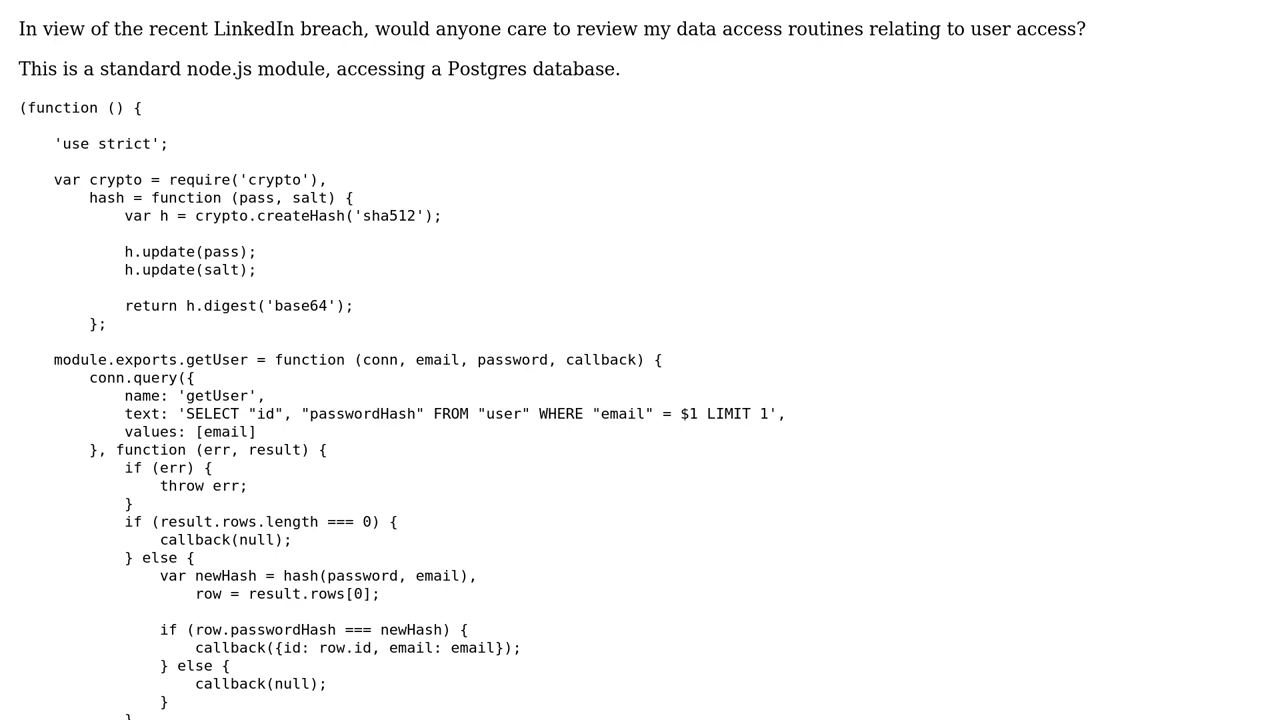 In view of the recent LinkedIn breach, would anyone care to review my data access routines relating to user access?
This is a standard node.js module, accessing a Postgres database.
(function () {
    'use strict';
    var crypto = require('crypto'),
        hash = function (pass, salt) {
            var h = crypto.createHash('sha512');
            h.update(pass);
            h.update(salt);
            return h.digest('base64');
        };
    module.exports.getUser = function (conn, email, password, callback) {
        conn.query({
            name: 'getUser',
            text: 'SELECT "id", "passwordHash" FROM "user" WHERE "email" = $1 LIMIT 1',
            values: [email]
        }, function (err, result) {
            if (err) {
                throw err;
            }
            if (result.rows.length === 0) {
                callback(null);
            } else {
                var newHash = hash(password, email),
                    row = result.rows[0];
                if (row.passwordHash === newHash) {
                    callback({id: row.id, email: email});
                } else {
                    callback(null);
                }
            }